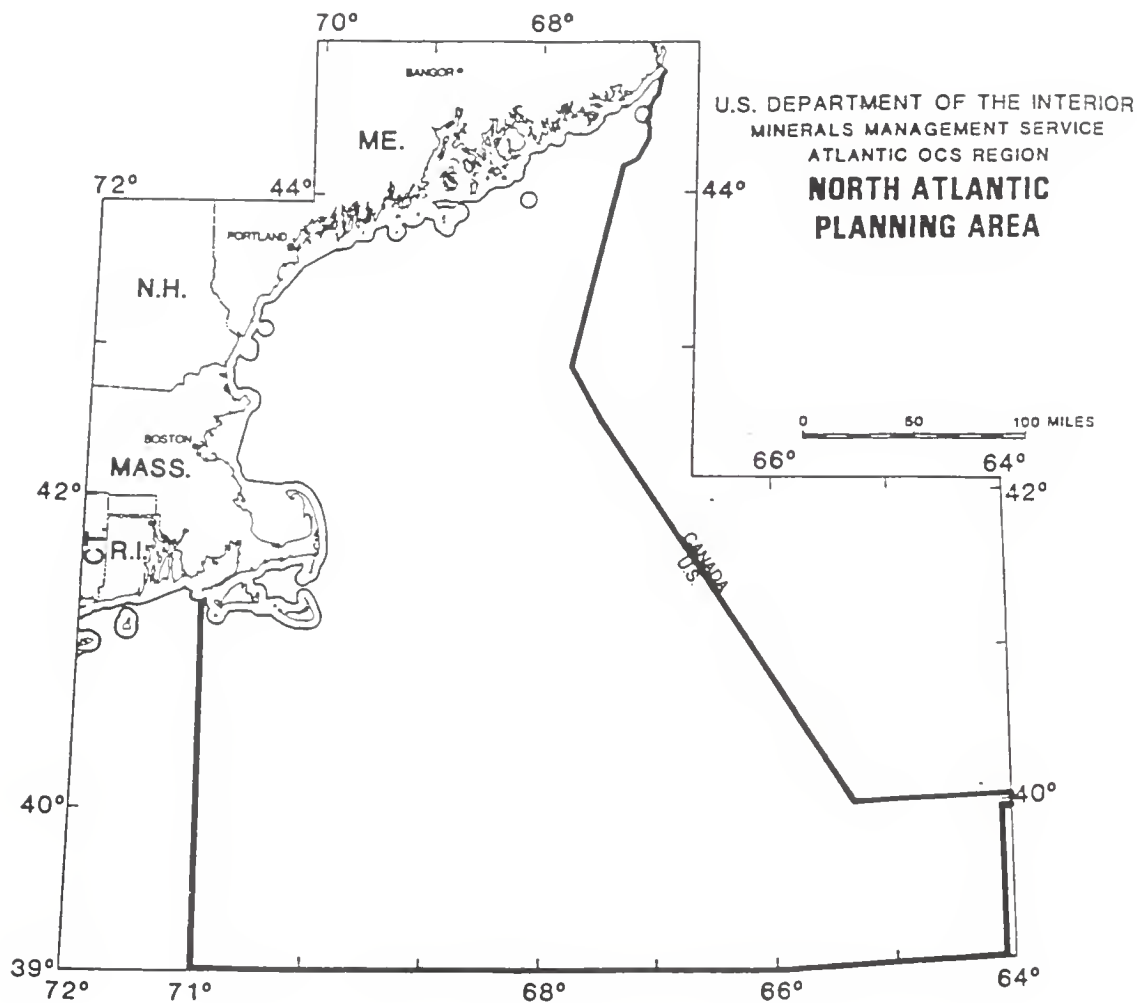 70°
68°
BANGOR
U.S. DEPARTMENT OF THE INTERIOR
MINERALS MANAGEMENT SERVICE
ATLANTIC OCS REGION
NORTH ATLANTIC
PLANNING AREA
ME.
72°
44°
44°
PORTLAND
N.H.
0 50 100 MILES
BOSTON
66°
64°
MASS.
42°
42°
CT.
R.I.
CANADA
U.S.
40°
40°
39°
72°
71°
68°
66°
64°